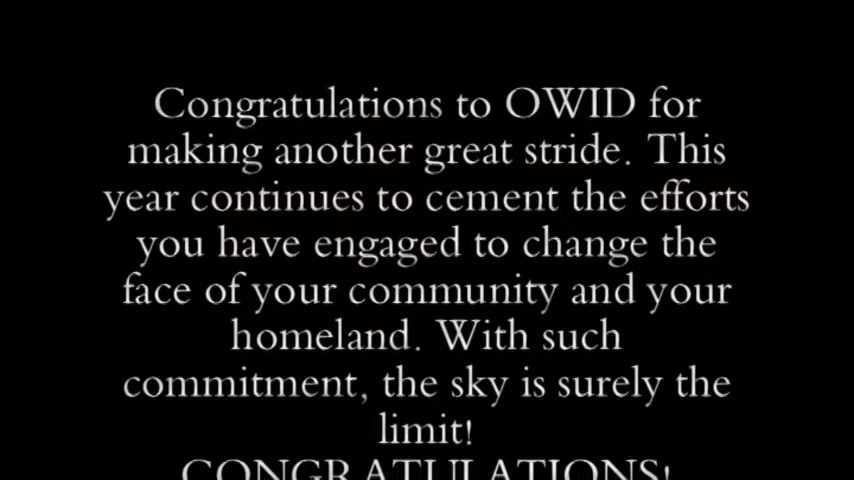 Congratulations to OWID for
making another great stride. This
year continues to cement the efforts
you have engaged to change the
face of your community and your
homeland. With such
commitment, the sky is surely the
limit!
CONGRATULATIONS!